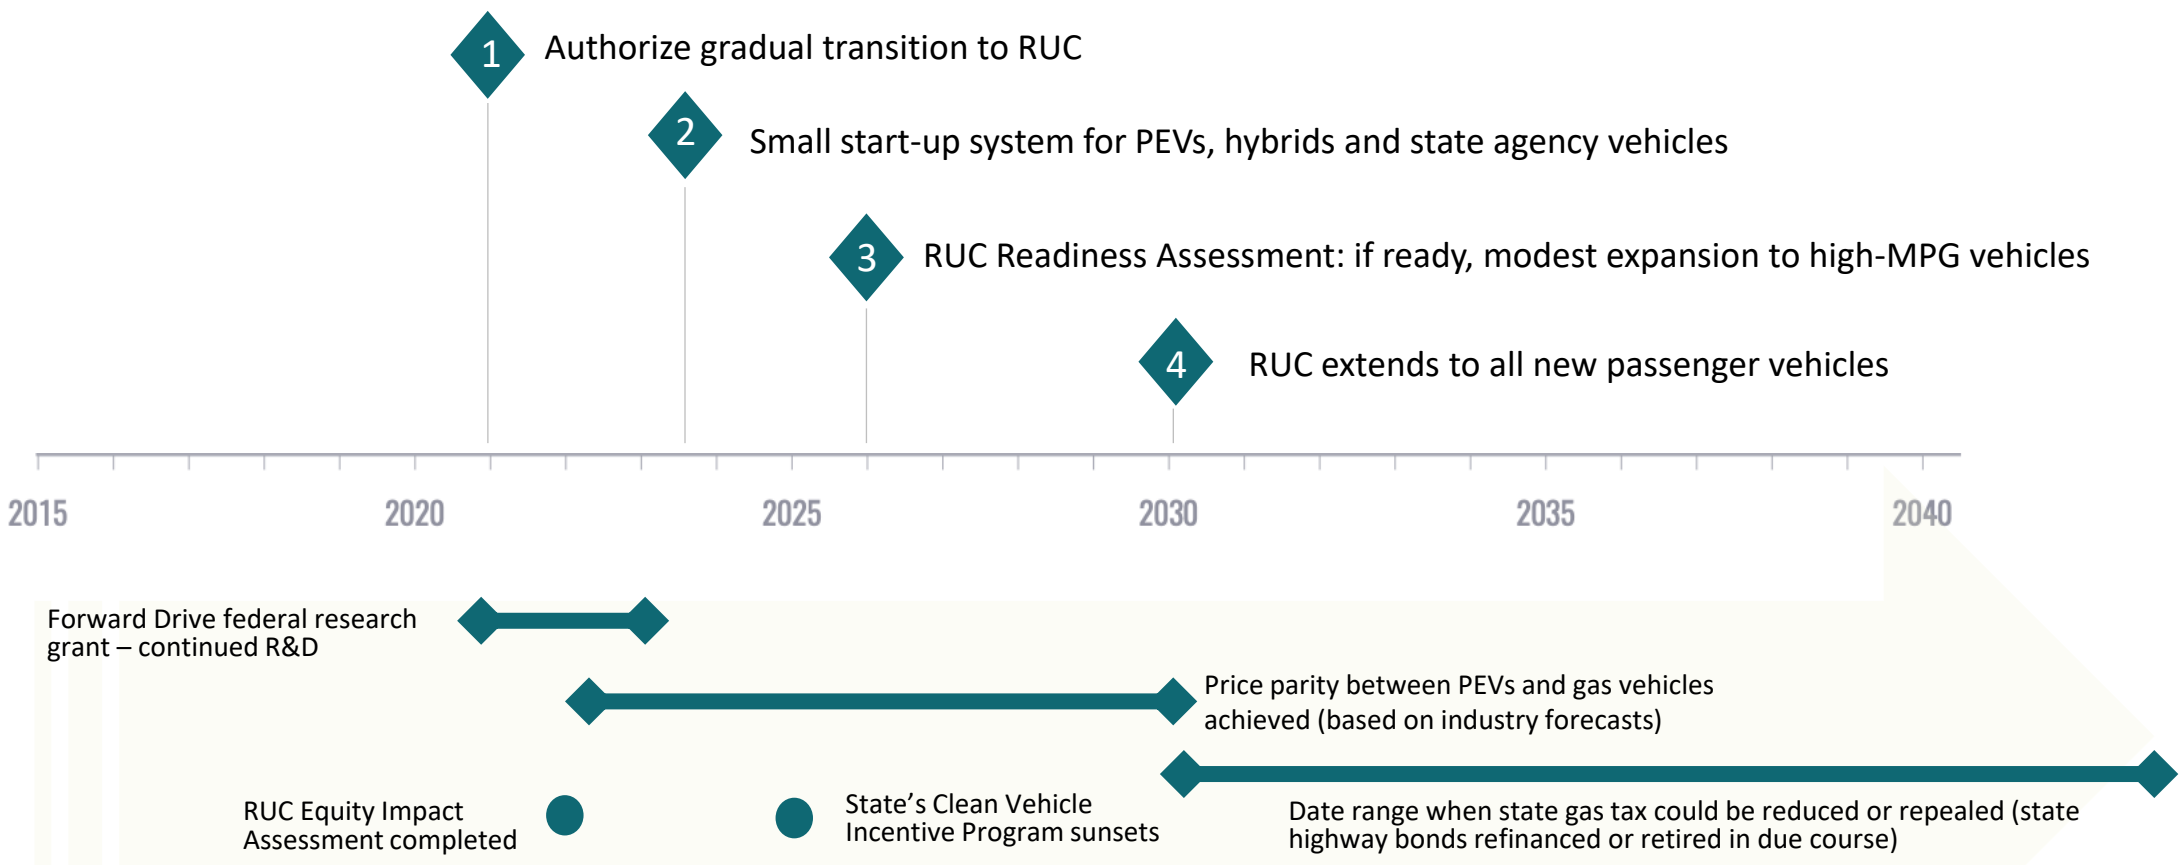 1
Authorize gradual transition to RUC
2
Small start-up system for PEVs, hybrids and state agency vehicles
3
RUC Readiness Assessment: if ready, modest expansion to high-MPG vehicles
4
RUC extends to all new passenger vehicles
2015 2020 2025 2030 2035 2040
Forward Drive federal research
grant – continued R&D
Price parity between PEVs and gas vehicles
achieved (based on industry forecasts)
RUC Equity Impact
Assessment completed
State’s Clean Vehicle
Incentive Program sunsets
Date range when state gas tax could be reduced or repealed (state
highway bonds refinanced or retired in due course)